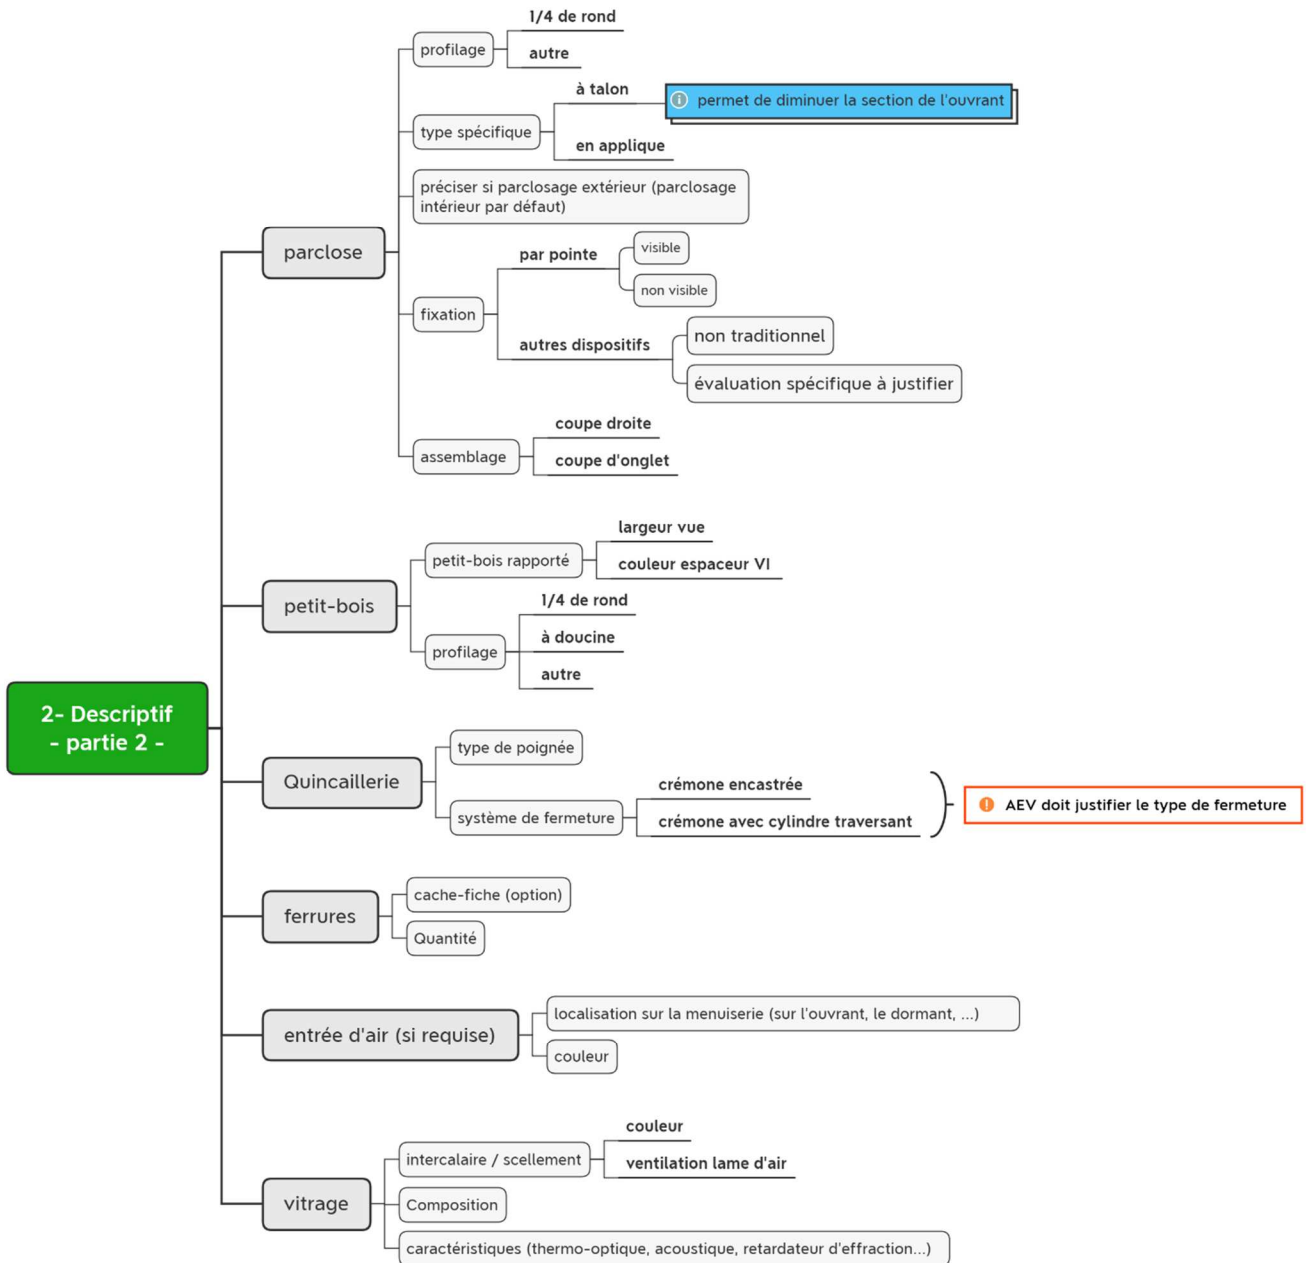 2- Descriptif
- partie 2 -
parclose
profilage
1/4 de rond
autre
type spécifique
à talon
permet de diminuer la section de l'ouvrant
en applique
préciser si parclosage extérieur (parclosage
intérieur par défaut)
fixation
par pointe
visible
non visible
autres dispositifs
non traditionnel
évaluation spécifique à justifier
assemblage
coupe droite
coupe d'onglet
petit-bois
petit-bois rapporté
largeur vue
couleur espaceur VI
profilage
1/4 de rond
à doucine
autre
Quincaillerie
type de poignée
système de fermeture
crémone encastrée
crémone avec cylindre traversant
AEV doit justifier le type de fermeture
ferrures
cache-fiche (option)
Quantité
entrée d'air (si requise)
localisation sur la menuiserie (sur l'ouvrant, le dormant, ...)
couleur
vitrage
intercalaire / scellement
couleur
ventilation lame d'air
Composition
caractéristiques (thermo-optique, acoustique, retardateur d'effraction...)